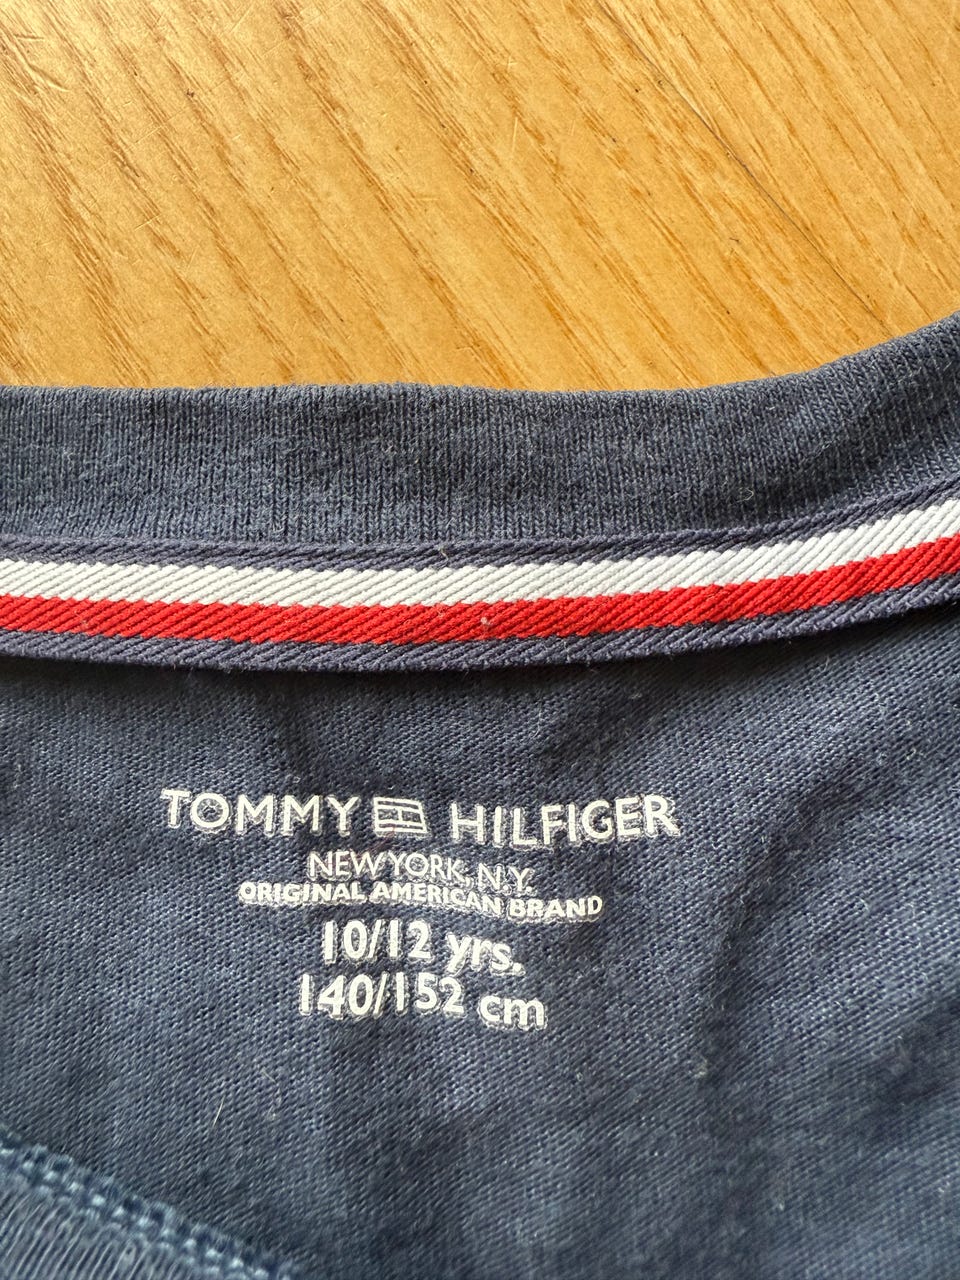 TOMMY HILFIGER
NEW YORK, N.Y.
ORIGINAL AMERICAN BRAND
10/12 yrs.
140/152 cm